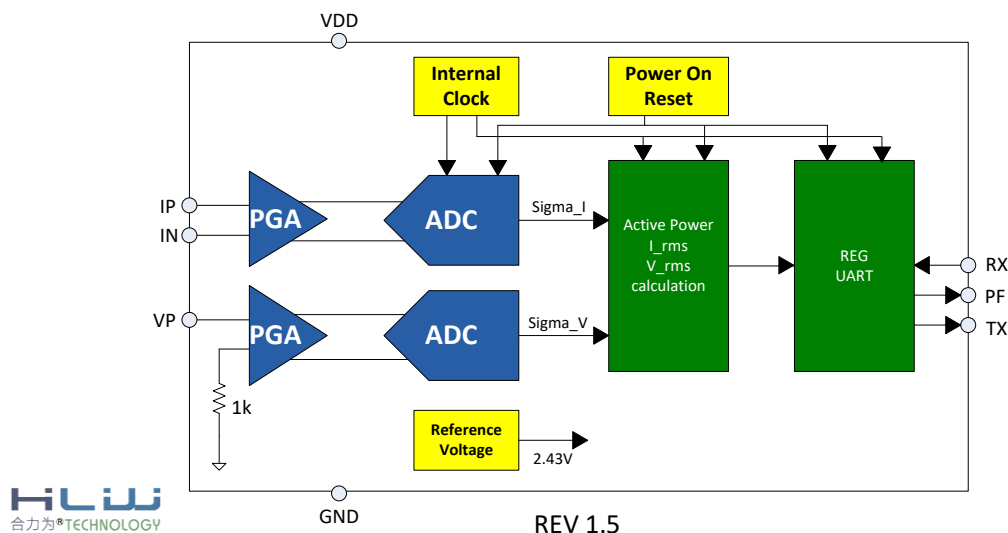 VDD
Internal
Clock
Power On
Reset
IP
IN
PGA
ADC
Sigma_I
Active Power
I_rms
V_rms
calculation
REG
UART
RX
PF
TX
VP
PGA
ADC
Sigma_V
1k
Reference
Voltage
2.43V
GND
HLW
合力为®TECHNOLOGY
REV 1.5